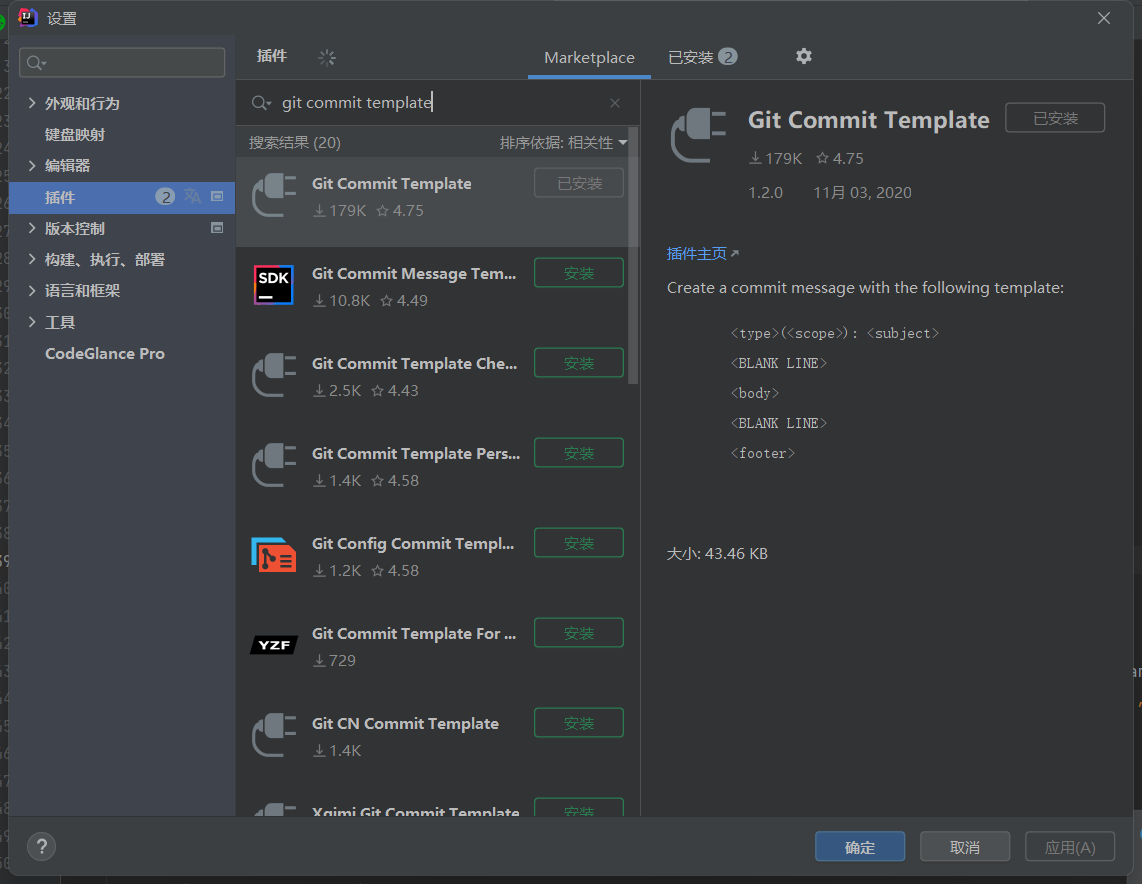 设置
插件
Marketplace
已安装 2
外观和行为
键盘映射
编辑器
插件 2
版本控制
构建、执行、部署
语言和框架
工具
CodeGlance Pro
git commit template
搜索结果 (20)
排序依据: 相关性
Git Commit Template
已安装
179K 4.75
SDK
Git Commit Message Tem...
安装
10.8K 4.49
Git Commit Template Che...
安装
2.5K 4.43
Git Commit Template Pers...
安装
1.4K 4.58
Git Config Commit Templ...
安装
1.2K 4.58
YZF
Git Commit Template For ...
安装
729
Git CN Commit Template
安装
1.4K
Xqimi Git Commit Template
安装
Git Commit Template
已安装
179K 4.75
1.2.0 11月 03, 2020
插件主页
Create a commit message with the following template:
<type>(<scope>): <subject>
<BLANK LINE>
<body>
<BLANK LINE>
<footer>
大小: 43.46 KB
?
确定
取消
应用(A)